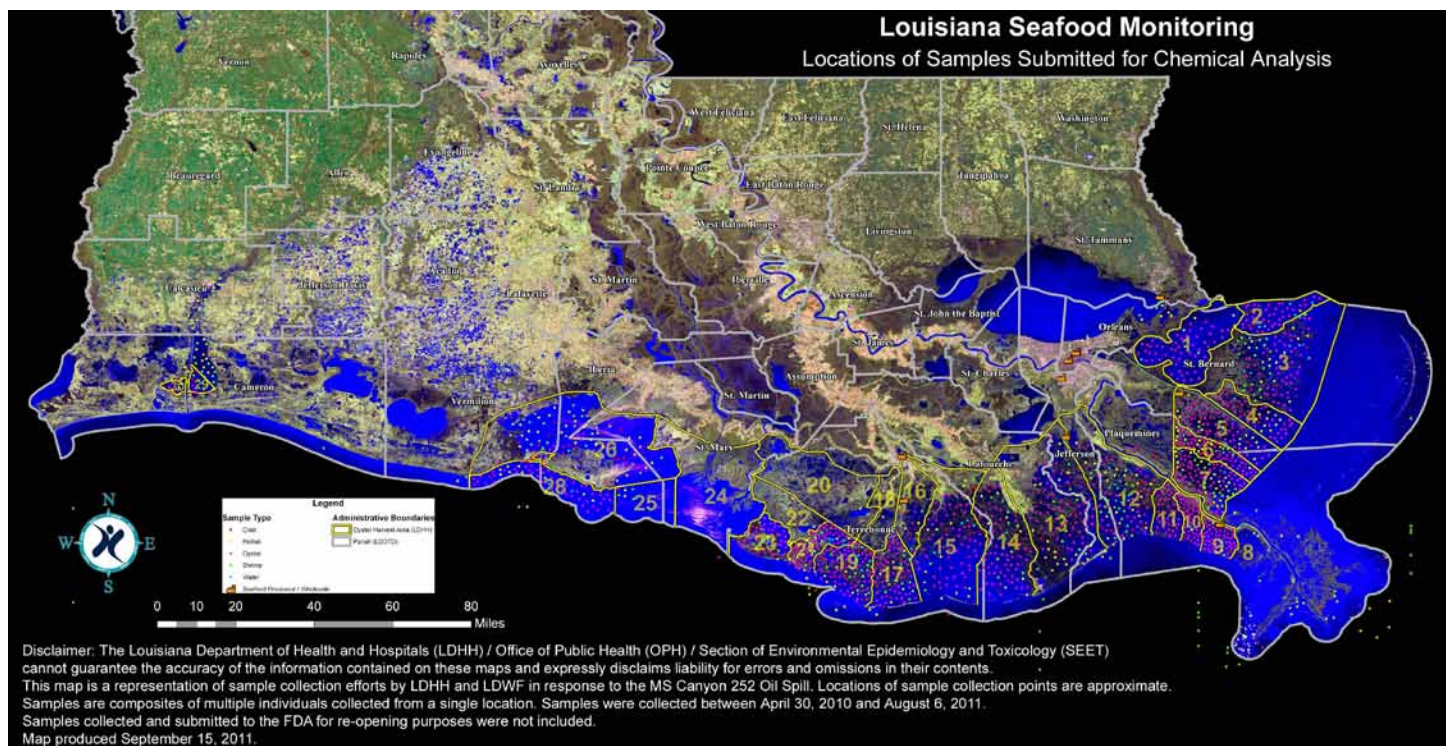 Louisiana Seafood Monitoring
Locations of Samples Submitted for Chemical Analysis
Vernon
Rapides
Avoyelles
West Feliciana
East Feliciana
St. Helena
Washington
Beauregard
Allen
Evangeline
St. Landry
Pointe Coupee
East Baton Rouge
Tangipahoa
West Baton Rouge
Livingston
St. Tammany
Calcasieu
Jefferson Davis
Acadia
Lafayette
St. Martin
Iberville
Ascension
St. John the Baptist
Orleans
2
1
St. Bernard
3
St. James
St. Charles
Cameron
Vermilion
Iberia
St. Martin
Assumption
St. Mary
Lafourche
Jefferson
Plaquemines
4
5
6
26
28
25
24
20
22
18
16
Terrebonne
23
21
19
17
15
14
13
12
11
10
9
8
N
W
E
S
Legend
Sample Type
Administrative Boundaries
Crab
Oyster Harvest Area (LDHH)
Finfish
Parish (LDOTD)
Oyster
Shrimp
Water
0 10 20 40 60 80
Miles
Disclaimer: The Louisiana Department of Health and Hospitals (LDHH) / Office of Public Health (OPH) / Section of Environmental Epidemiology and Toxicology (SEET)
cannot guarantee the accuracy of the information contained on these maps and expressly disclaims liability for errors and omissions in their contents.
This map is a representation of sample collection efforts by LDHH and LDWF in response to the MS Canyon 252 Oil Spill. Locations of sample collection points are approximate.
Samples are composites of multiple individuals collected from a single location. Samples were collected between April 30, 2010 and August 6, 2011.
Samples collected and submitted to the FDA for re-opening purposes were not included.
Map produced September 15, 2011.